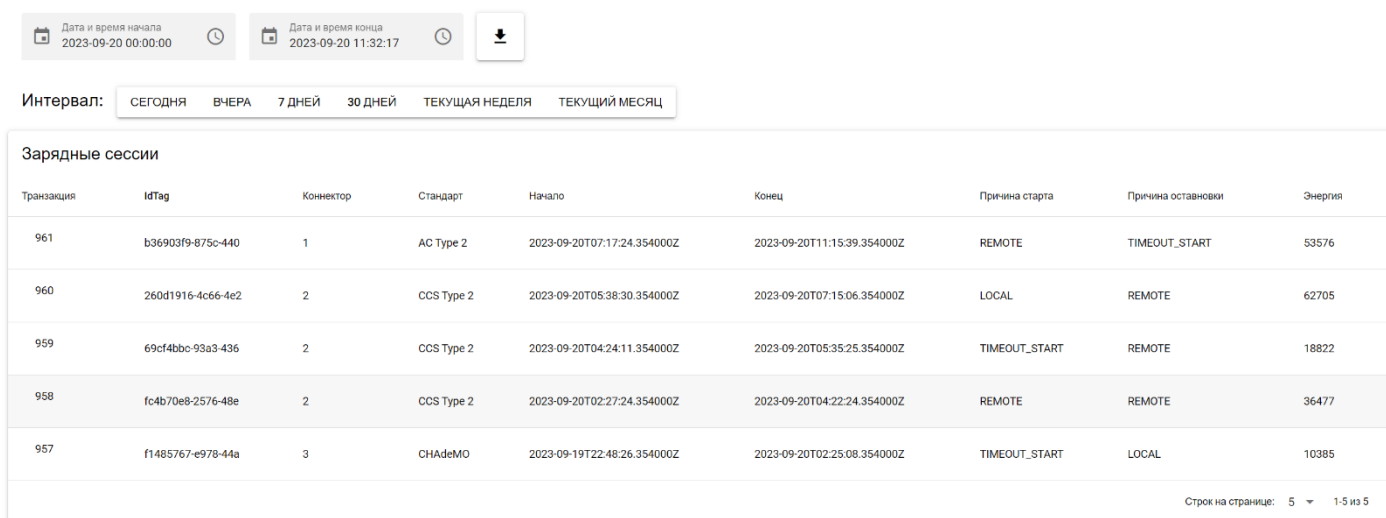 Дата и время начала Дата и время конца
2023-09-20 00:00:00 2023-09-20 11:32:17
Интервал: СЕГОДНЯ ВЧЕРА 7 ДНЕЙ 30 ДНЕЙ ТЕКУЩАЯ НЕДЕЛЯ ТЕКУЩИЙ МЕСЯЦ
Зарядные сессии
Транзакция IdTag Коннектор Стандарт Начало Конец Причина старта Причина оставновки Энергия
961 b36903f9-875c-440 1 AC Type 2 2023-09-20T07:17:24.354000Z 2023-09-20T11:15:39.354000Z REMOTE TIMEOUT_START 53576
960 260d1916-4c66-4e2 2 CCS Type 2 2023-09-20T05:38:30.354000Z 2023-09-20T07:15:06.354000Z LOCAL REMOTE 62705
959 69cf4bbc-93a3-436 2 CCS Type 2 2023-09-20T04:24:11.354000Z 2023-09-20T05:35:25.354000Z TIMEOUT_START REMOTE 18822
958 fc4b70e8-2576-48e 2 CCS Type 2 2023-09-20T02:27:24.354000Z 2023-09-20T04:22:24.354000Z REMOTE REMOTE 36477
957 f1485767-e978-44a 3 CHAdeMO 2023-09-19T22:48:26.354000Z 2023-09-20T02:25:08.354000Z TIMEOUT_START LOCAL 10385
Строк на странице: 5 1-5 из 5